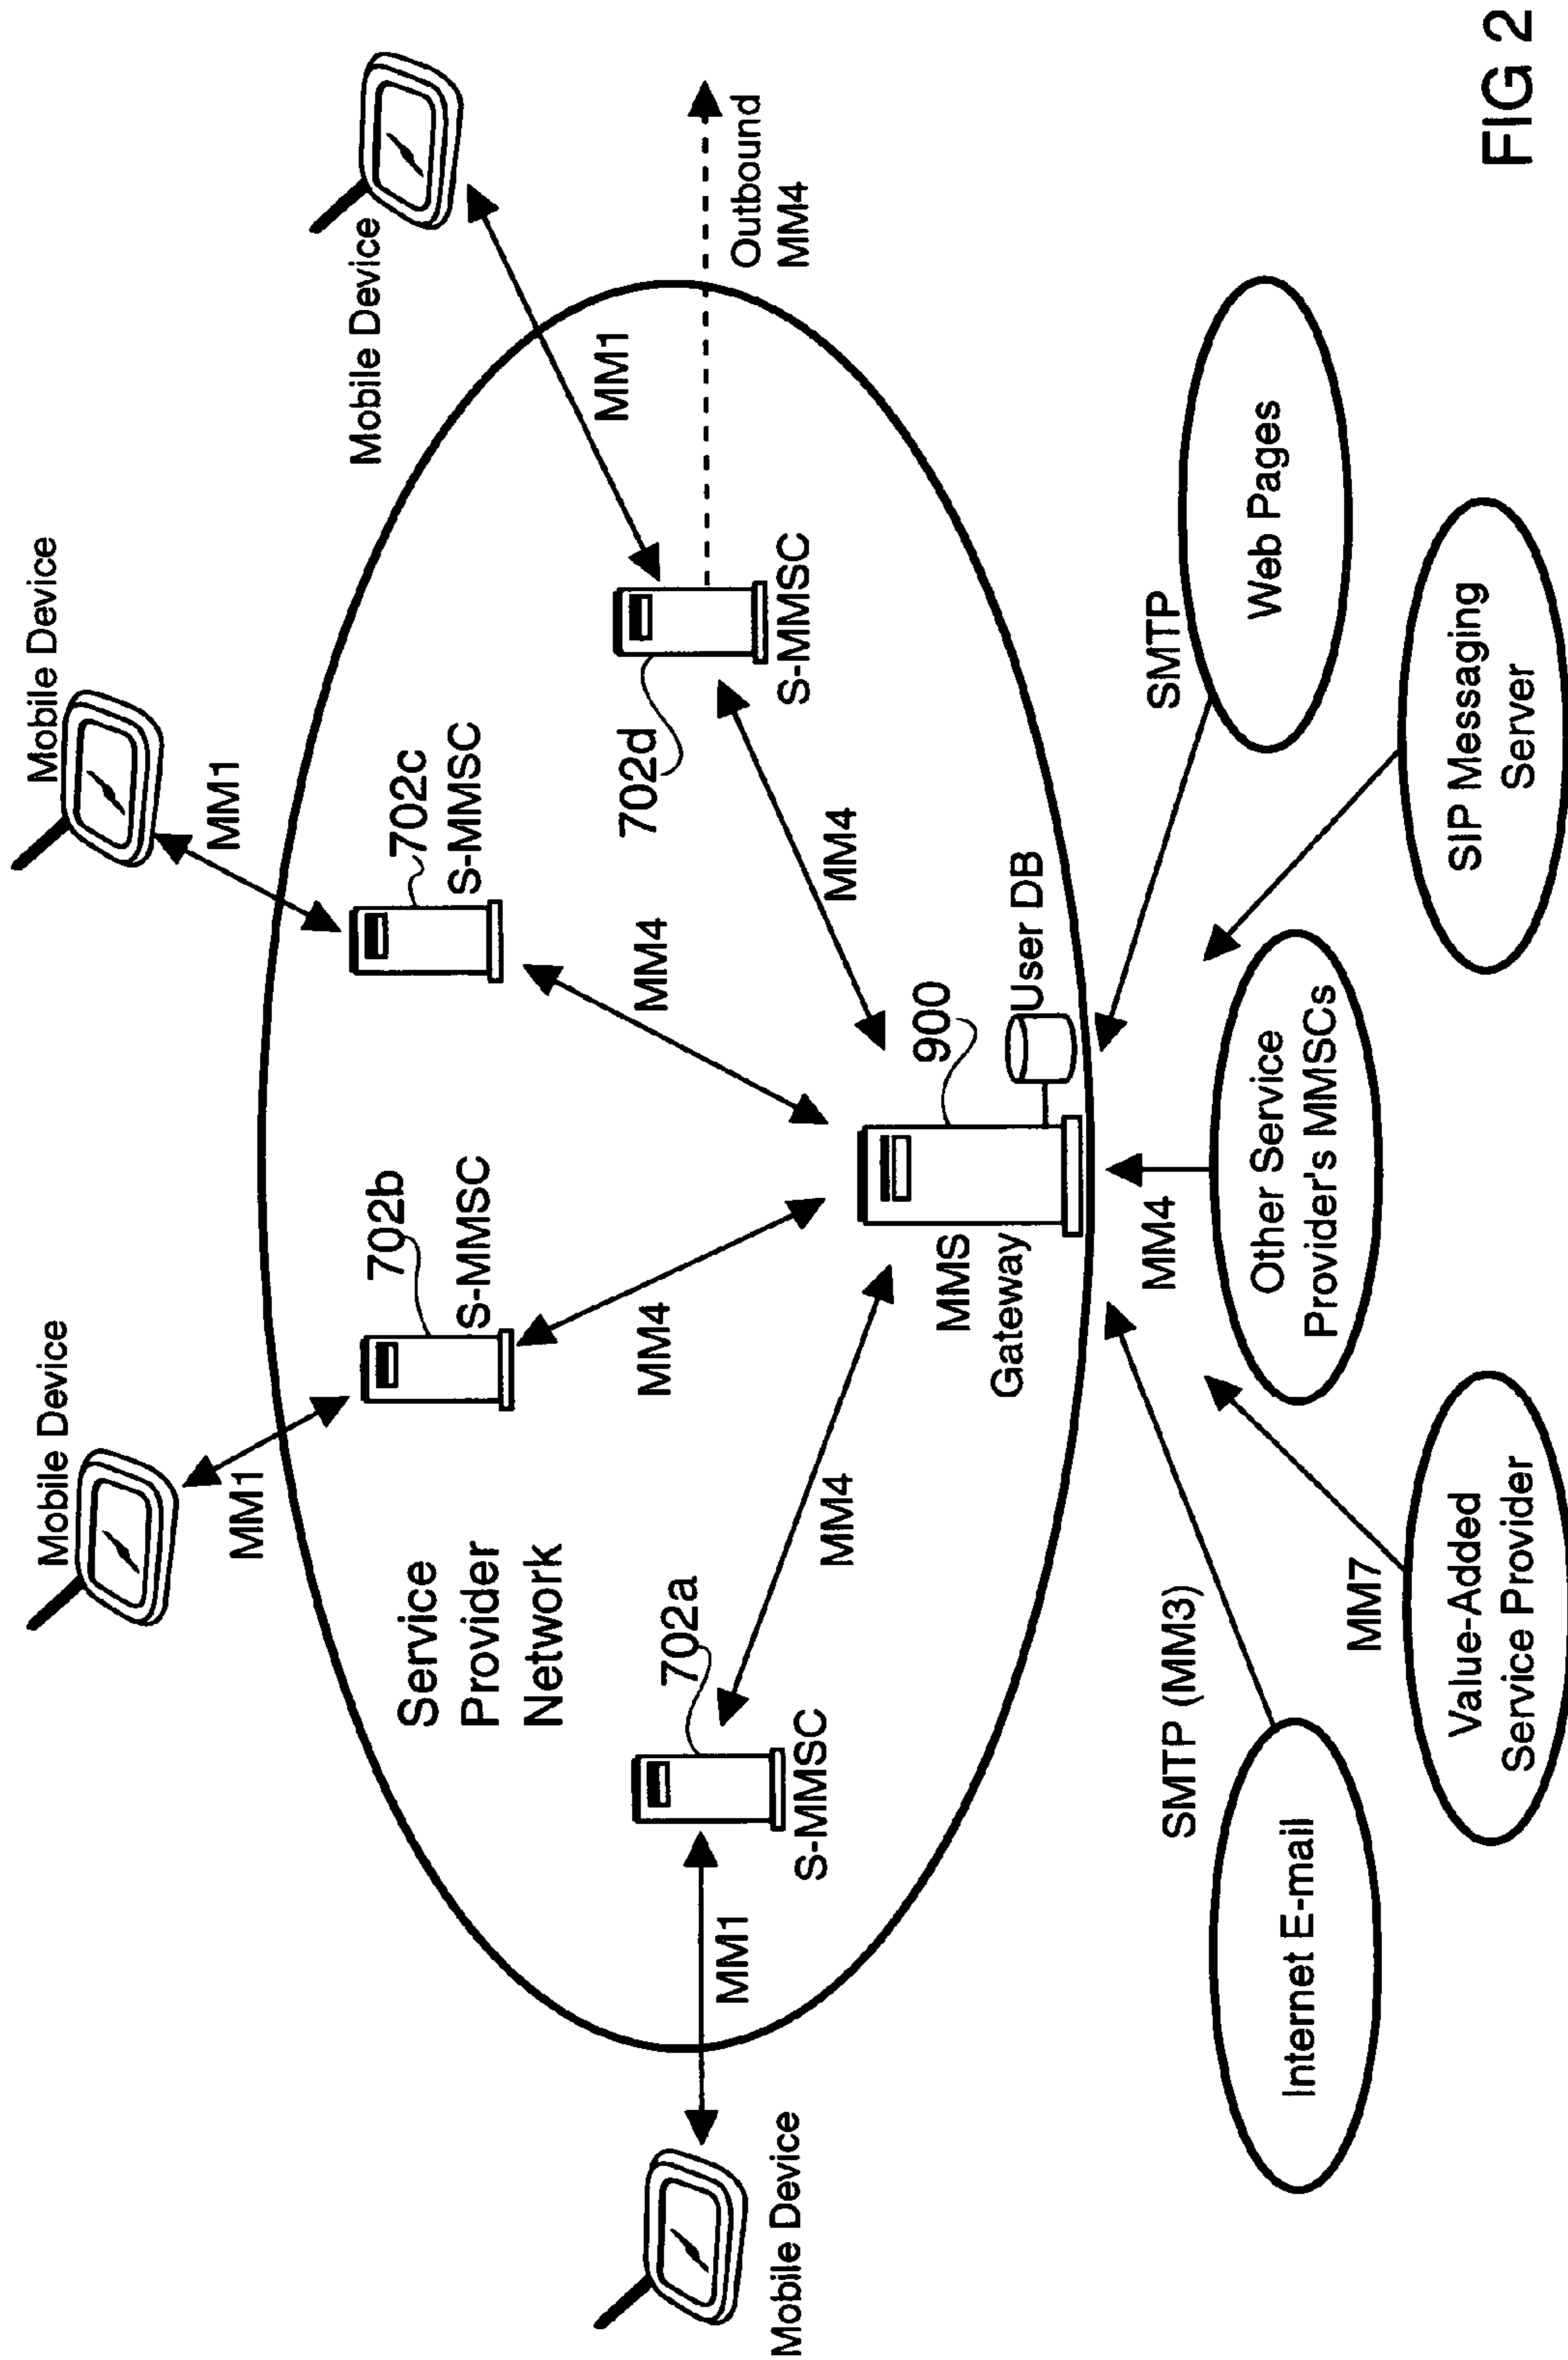 Mobile Device
Mobile Device
Mobile Device
Mobile Device
MM1
MM1
MM1
MM1
Service
Provider
Network
702a
S-MMSC
702b
S-MMSC
702c
S-MMSC
702d
S-MMSC
Outbound
MM4
MM4
MM4
MM4
MM4
MMS
Gateway
900
User DB
SMTP (MM3)
MM7
MM4
SMTP
Internet E-mail
Value-Added
Service Provider
Other Service
Provider's MMSCs
SIP Messaging
Server
Web Pages
FIG 2